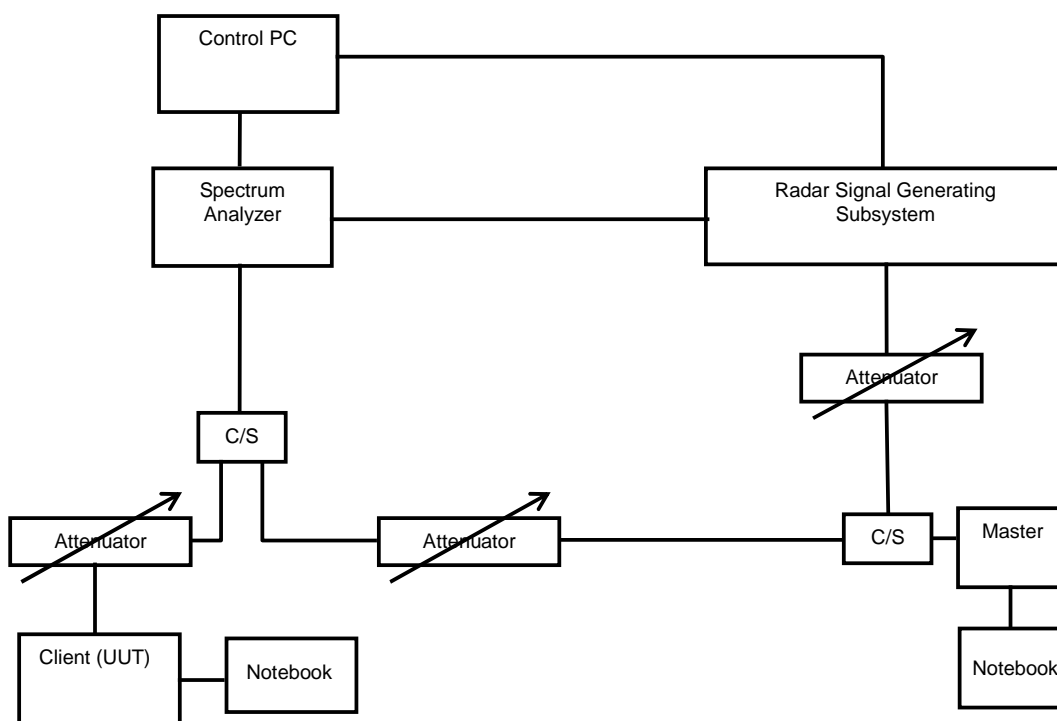 Control PC
Spectrum
Analyzer
Radar Signal Generating
Subsystem
Attenuator
C/S
Attenuator
Attenuator
C/S
Master
Client (UUT)
Notebook
Notebook